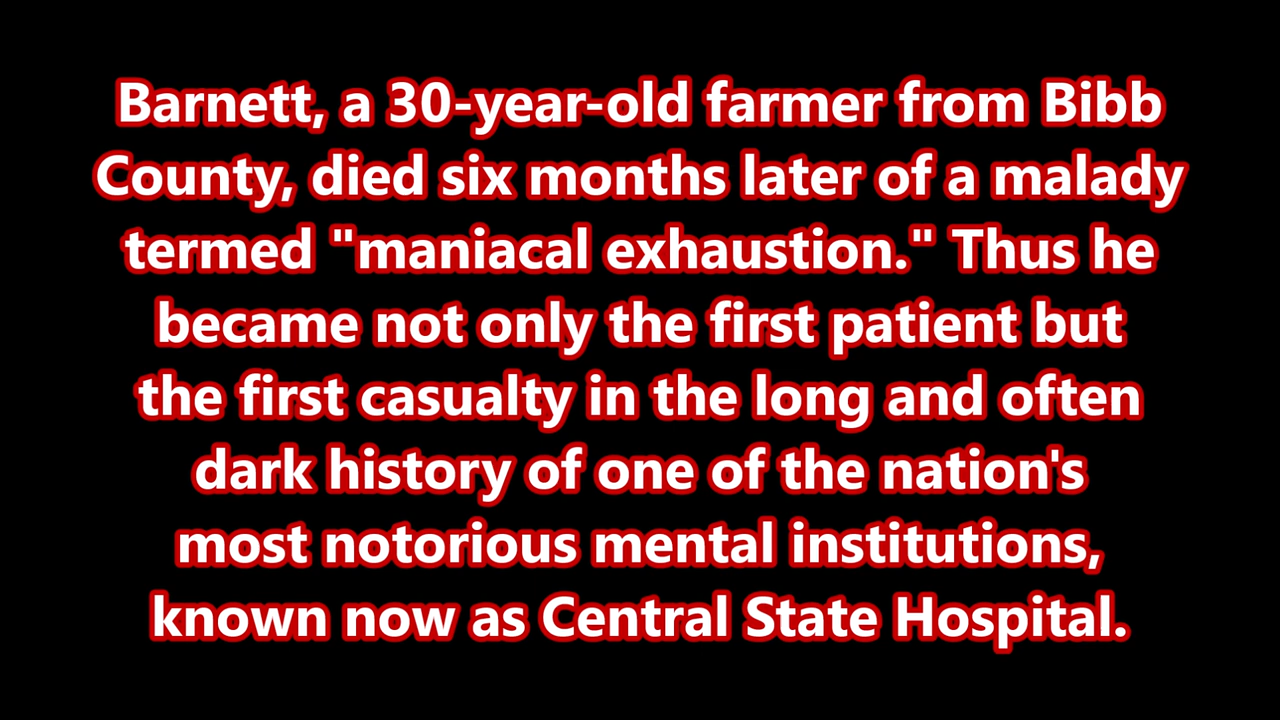 Barnett, a 30-year-old farmer from Bibb
County, died six months later of a malady
termed "maniacal exhaustion." Thus he
became not only the first patient but
the first casualty in the long and often
dark history of one of the nation's
most notorious mental institutions,
known now as Central State Hospital.